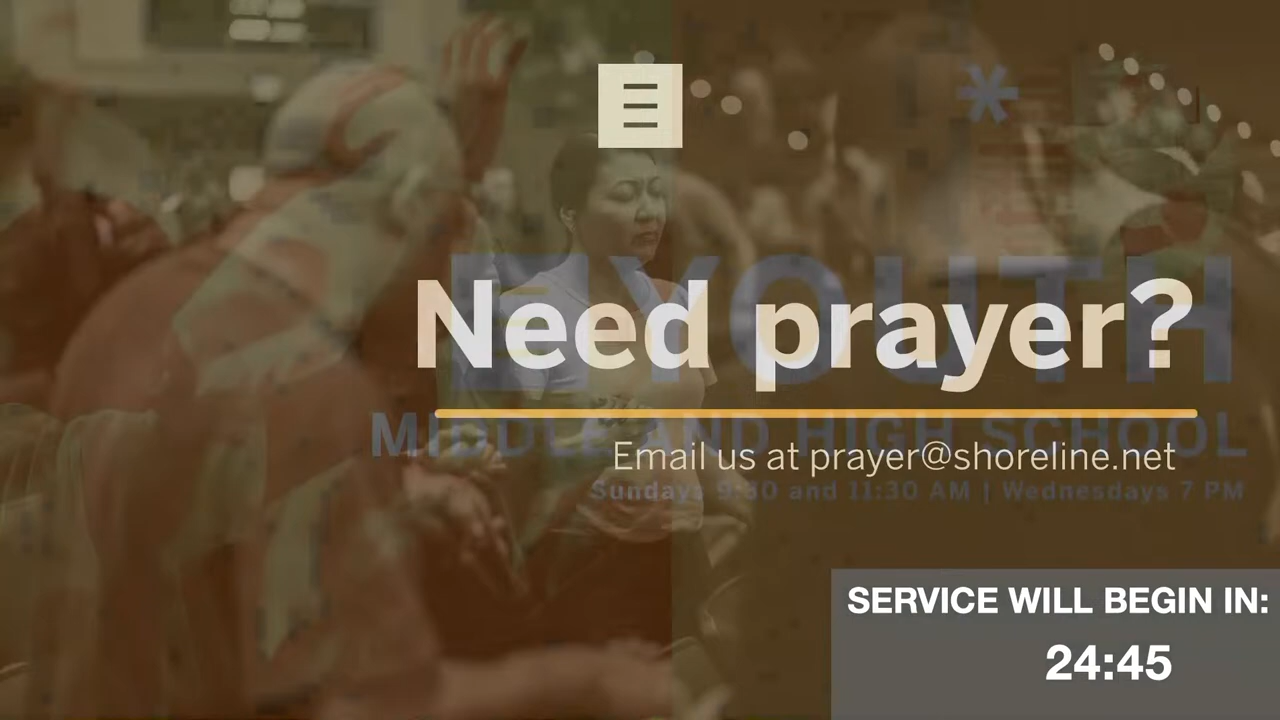 Need prayer?
YOUTH
MIDDLE AND HIGH SCHOOL
Email us at prayer@shoreline.net
Sundays 9:30 and 11:30 AM | Wednesdays 7 PM
SERVICE WILL BEGIN IN:
24:45